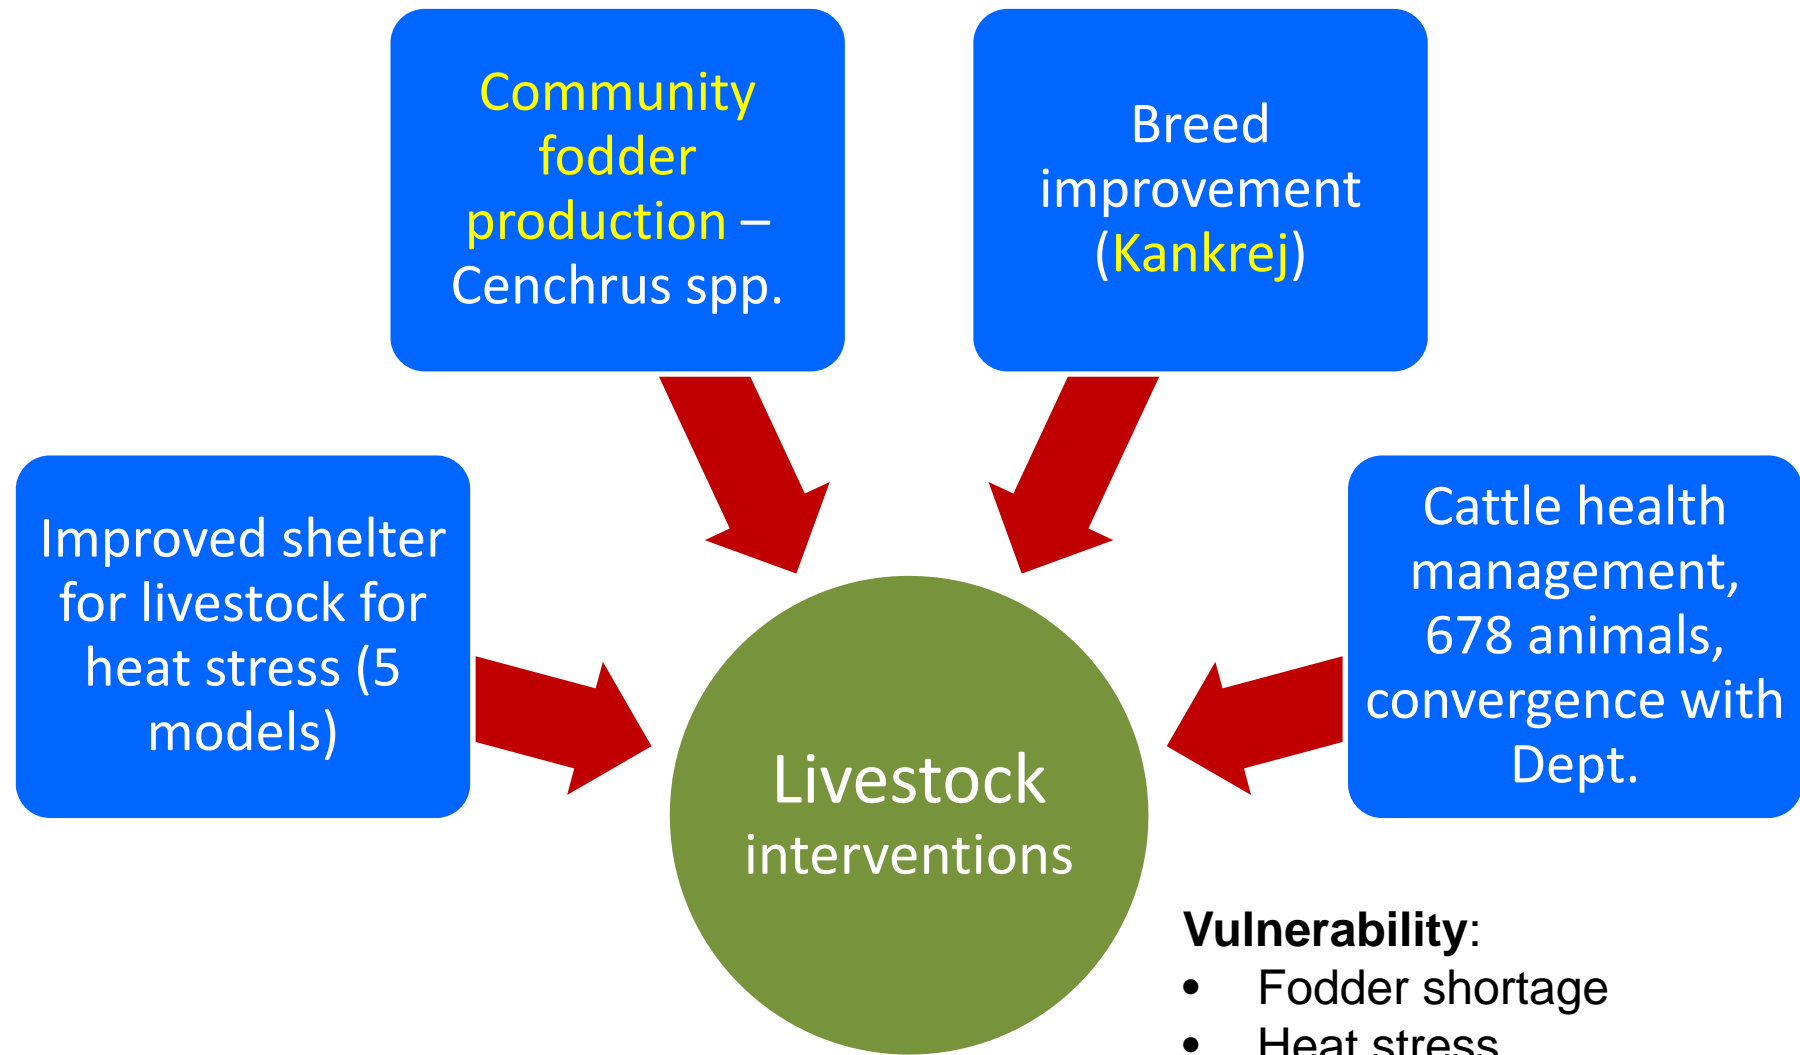 Community
fodder
production –
Cenchrus spp.
Breed
improvement
(Kankrej)
Improved shelter
for livestock for
heat stress (5
models)
Cattle health
management,
678 animals,
convergence with
Dept.
Livestock
interventions
Vulnerability:
• Fodder shortage
• Heat stress